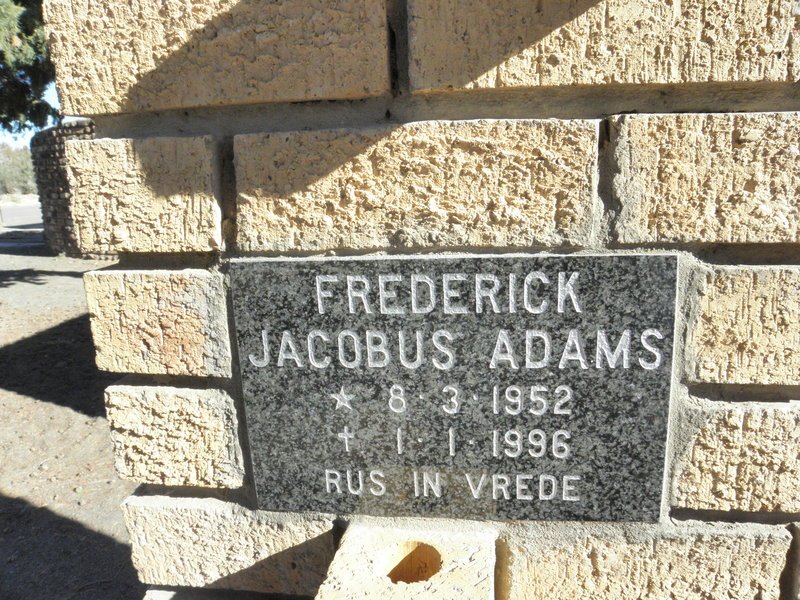 FREDERICK
JACOBUS ADAMS
★ 8·3·1952
✝ 1·1·1996
RUS IN VREDE